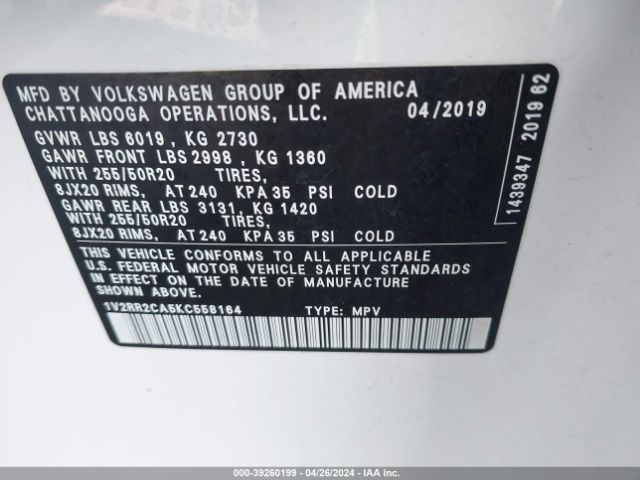 MFD BY VOLKSWAGEN GROUP OF AMERICA
CHATTANOOGA OPERATIONS, LLC. 04/2019
GVWR LBS 6019 , KG 2730
GAWR FRONT LBS 2998 , KG 1360
WITH 255/50R20 TIRES,
8JX20 RIMS, AT 240 KPA 35 PSI COLD
GAWR REAR LBS 3131, KG 1420
WITH 255/50R20 TIRES,
8JX20 RIMS, AT 240 KPA 35 PSI COLD
THIS VEHICLE CONFORMS TO ALL APPLICABLE
U.S. FEDERAL MOTOR VEHICLE SAFETY STANDARDS
IN EFFECT ON THE DATE OF MANUFACTURE
SHOWN ABOVE.
1V2RR2CA5KC558164 TYPE: MPV
1439347 2019 62
000-39260199 - 04/26/2024 - IAA Inc.